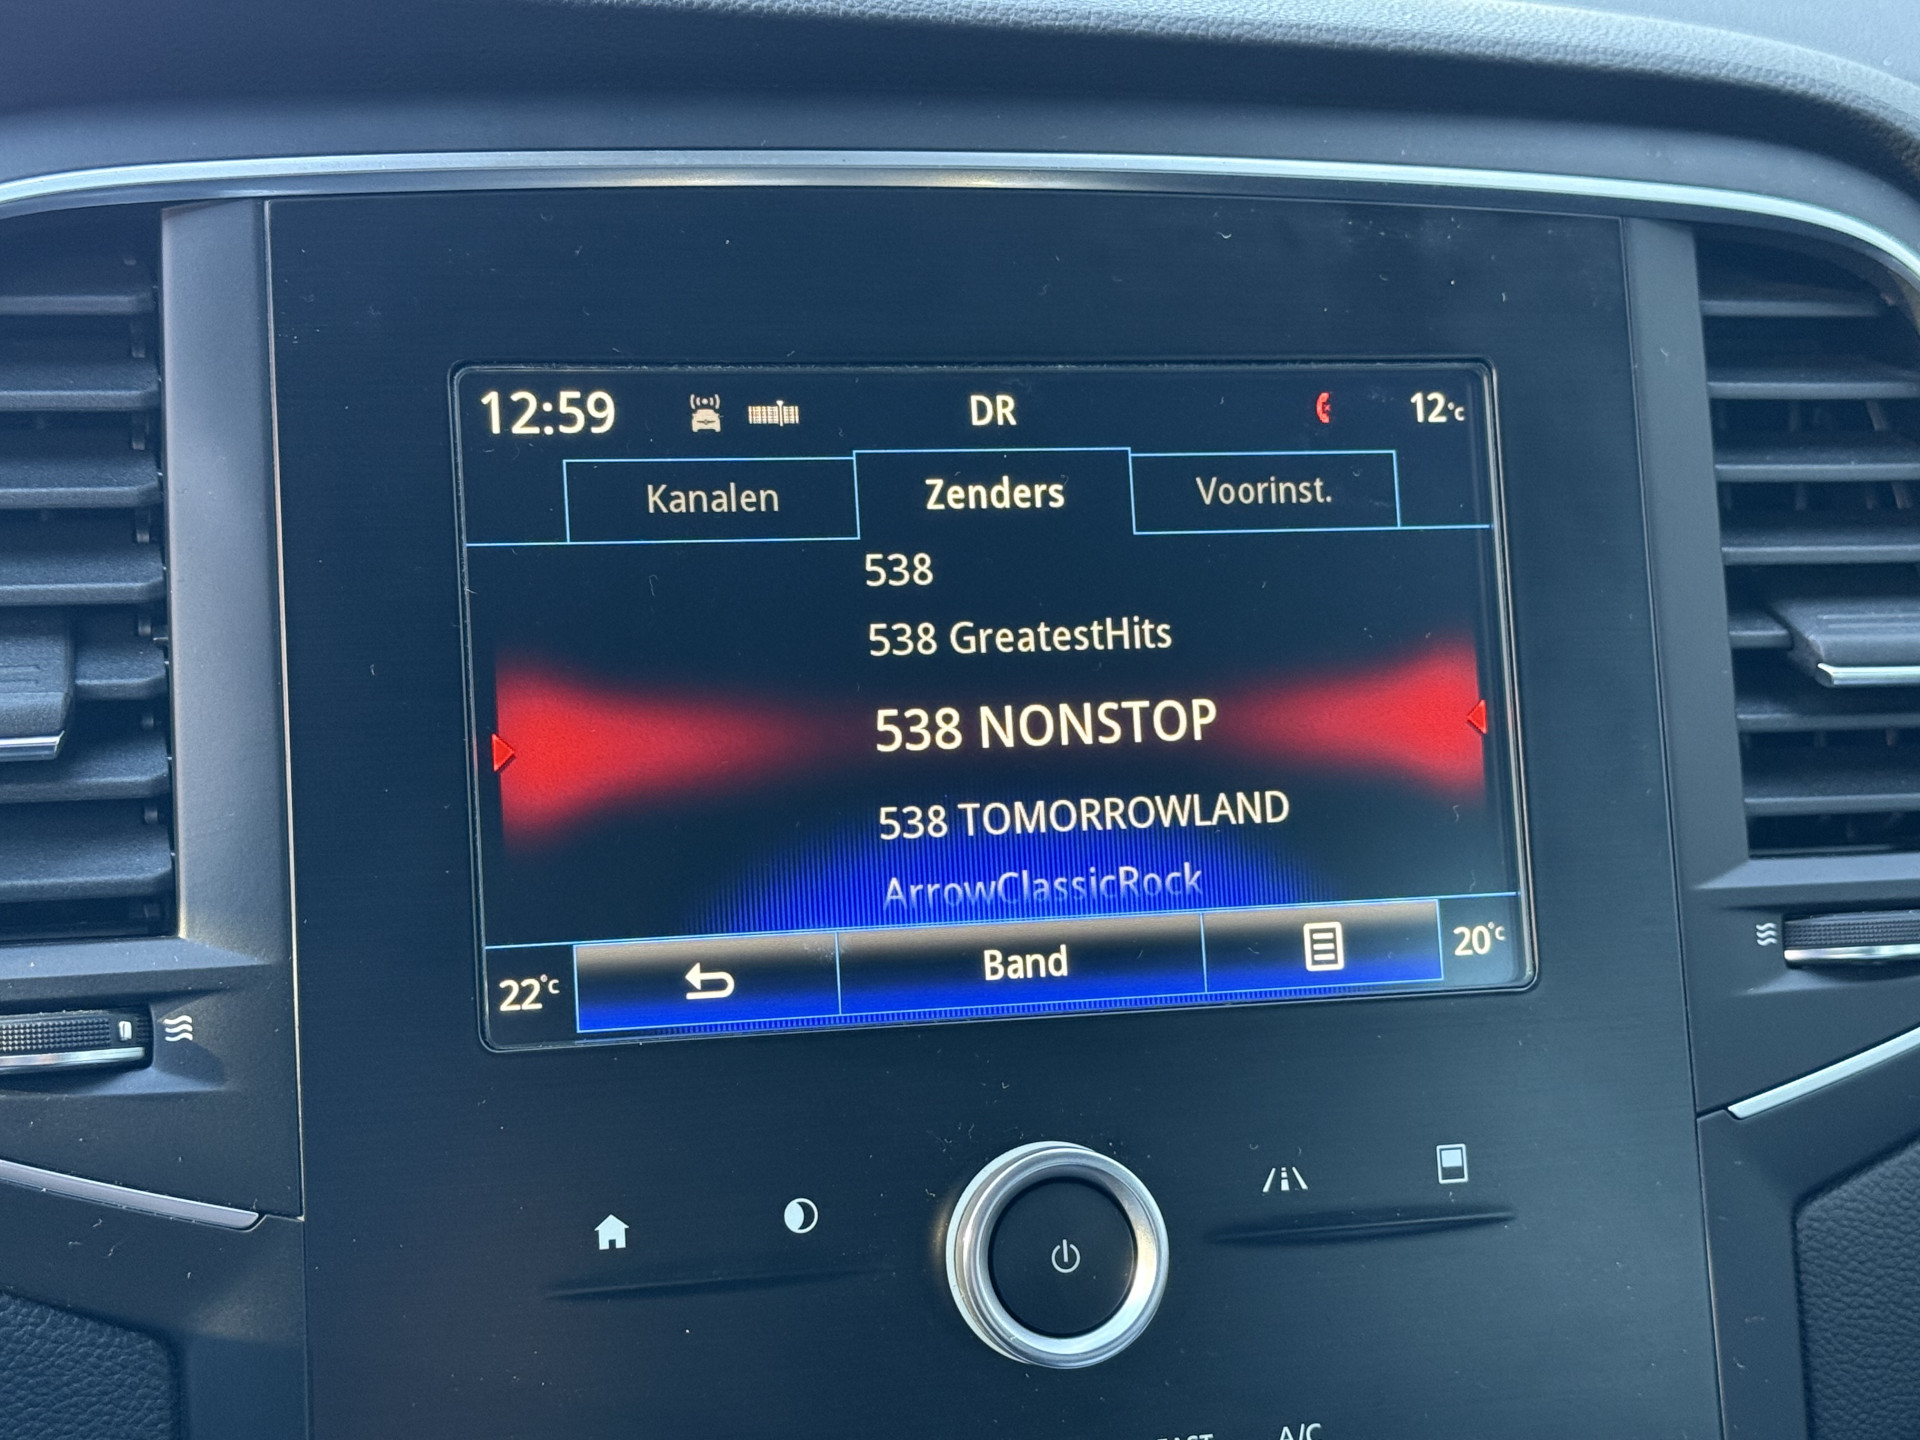 12:59 DR 12°C
Kanalen Zenders Voorinst.
538
538 GreatestHits
538 NONSTOP
538 TOMORROWLAND
ArrowClassicRock
22°C Band 20°C
A/C